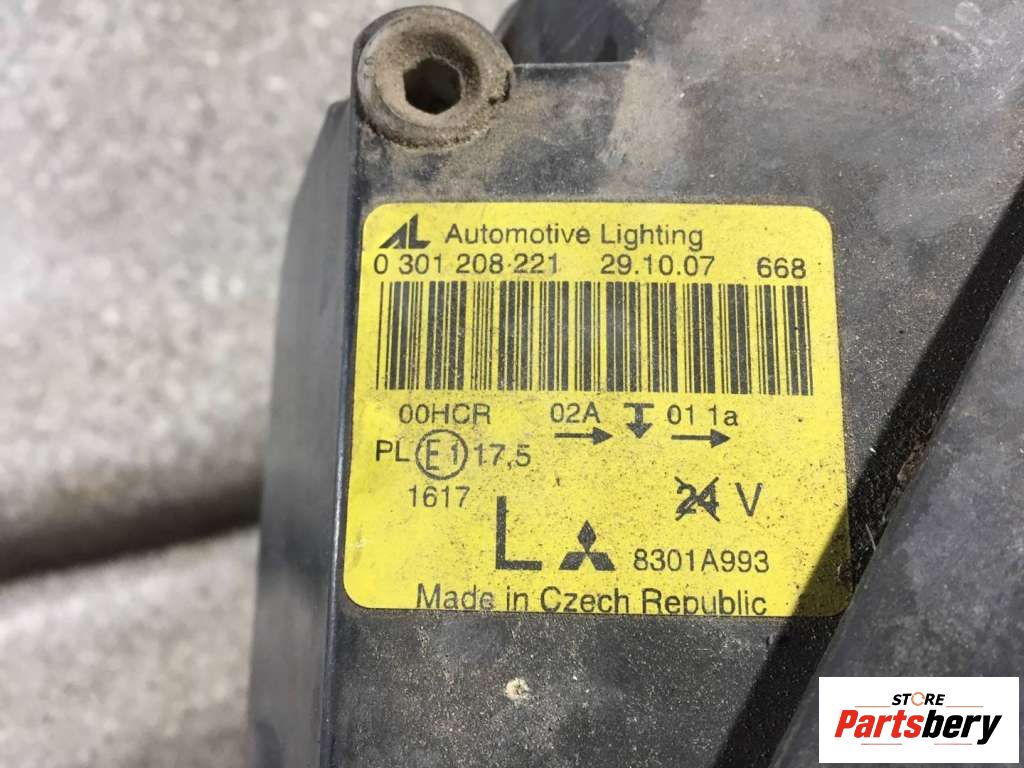 AL Automotive Lighting
0 301 208 221 29.10.07 668
00HCR 02A 01 1a
PL E1 17,5
1617
24 V
L 8301A993
Made in Czech Republic
STORE
Partsbery